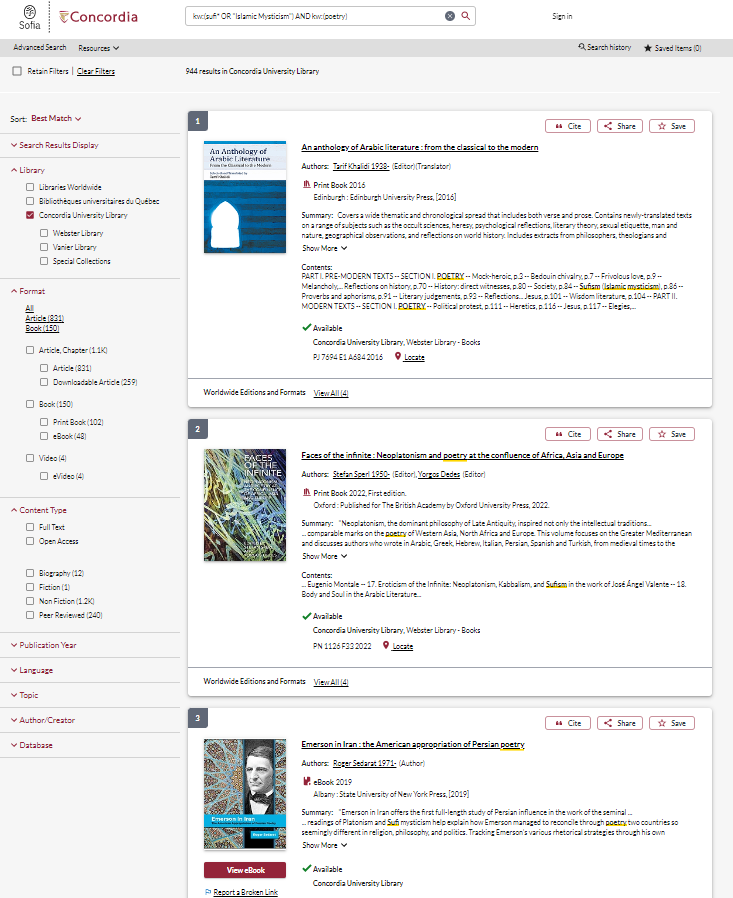 Sofia
Concordia
kw:(sufi* OR "Islamic Mysticism") AND kw:(poetry)
Sign in
Advanced Search
Resources
Search history
Saved Items (0)
Retain Filters | Clear Filters
944 results in Concordia University Library
Sort: Best Match
Search Results Display
Library
Libraries Worldwide
Bibliothèques universitaires du Québec
Concordia University Library
Webster Library
Vanier Library
Special Collections
Format
All
Article (831)
Book (150)
Article, Chapter (1.1K)
Article (831)
Downloadable Article (259)
Book (150)
Print Book (102)
eBook (48)
Video (4)
eVideo (4)
Content Type
Full Text
Open Access
Biography (12)
Fiction (1)
Non Fiction (1.2K)
Peer Reviewed (240)
Publication Year
Language
Topic
Author/Creator
Database
1
Cite
Share
Save
An Anthology of
Arabic Literature
From the Classical to the Modern
An anthology of Arabic literature : from the classical to the modern
Authors: Tarif Khalidi 1938- (Editor)(Translator)
Print Book 2016
Edinburgh : Edinburgh University Press, [2016]
Summary: Covers a wide thematic and chronological spread that includes both verse and prose. Contains newly-translated texts
on a range of subjects such as the occult sciences, heresy, psychological reflections, literary theory, sexual etiquette, man and
nature, geographical observations, and reflections on world history. Includes extracts from philosophers, theologians and
Show More
Contents:
PART I. PRE-MODERN TEXTS -- SECTION I. POETRY -- Mock-heroic, p.3 -- Bedouin chivalry, p.7 -- Frivolous love, p.9 --
Melancholy,... Reflections on history, p.70 -- History: direct witnesses, p.80 -- Society, p.84 -- Sufism (Islamic mysticism), p.86 --
Proverbs and aphorisms, p.91 -- Literary judgements, p.92 -- Reflections... Jesus, p.101 -- Wisdom literature, p.104 -- PART II.
MODERN TEXTS -- SECTION I. POETRY -- Political protest, p.111 -- Heretics, p.116 -- Jesus, p.117 -- Elegies,...
Available
Concordia University Library, Webster Library - Books
PJ 7694 E1 A684 2016
Locate
Worldwide Editions and Formats View All (4)
2
Cite
Share
Save
FACES
OF THE
INFINITE
Faces of the infinite : Neoplatonism and poetry at the confluence of Africa, Asia and Europe
Authors: Stefan Sperl 1950- (Editor), Yorgos Dedes (Editor)
Print Book 2022, First edition.
Oxford : Published for The British Academy by Oxford University Press, 2022.
Summary: "Neoplatonism, the dominant philosophy of Late Antiquity, inspired not only the intellectual traditions...
... comparable marks on the poetry of Western Asia, North Africa and Europe. This volume focuses on the Greater Mediterranean
and discusses authors who wrote in Arabic, Greek, Hebrew, Italian, Persian, Spanish and Turkish, from medieval times to the
Show More
Contents:
... Eugenio Montale -- 17. Eroticism of the Infinite: Neoplatonism, Kabbalism, and Sufism in the work of José Ángel Valente -- 18.
Body and Soul in the Arabic Literature...
Available
Concordia University Library, Webster Library - Books
PN 1126 F33 2022
Locate
Worldwide Editions and Formats View All (4)
3
Cite
Share
Save
Emerson in Iran
Roger Sedarat
View eBook
Report a Broken Link
Emerson in Iran : the American appropriation of Persian poetry
Authors: Roger Sedarat 1971- (Author)
eBook 2019
Albany : State University of New York Press, [2019]
Summary: "Emerson in Iran offers the first full-length study of Persian influence in the work of the seminal ...
... readings of Platonism and Sufi mysticism help explain how Emerson managed to reconcile through poetry two countries so
seemingly different in religion, philosophy, and politics. Tracking Emerson's various rhetorical strategies through his own
Show More
Available
Concordia University Library